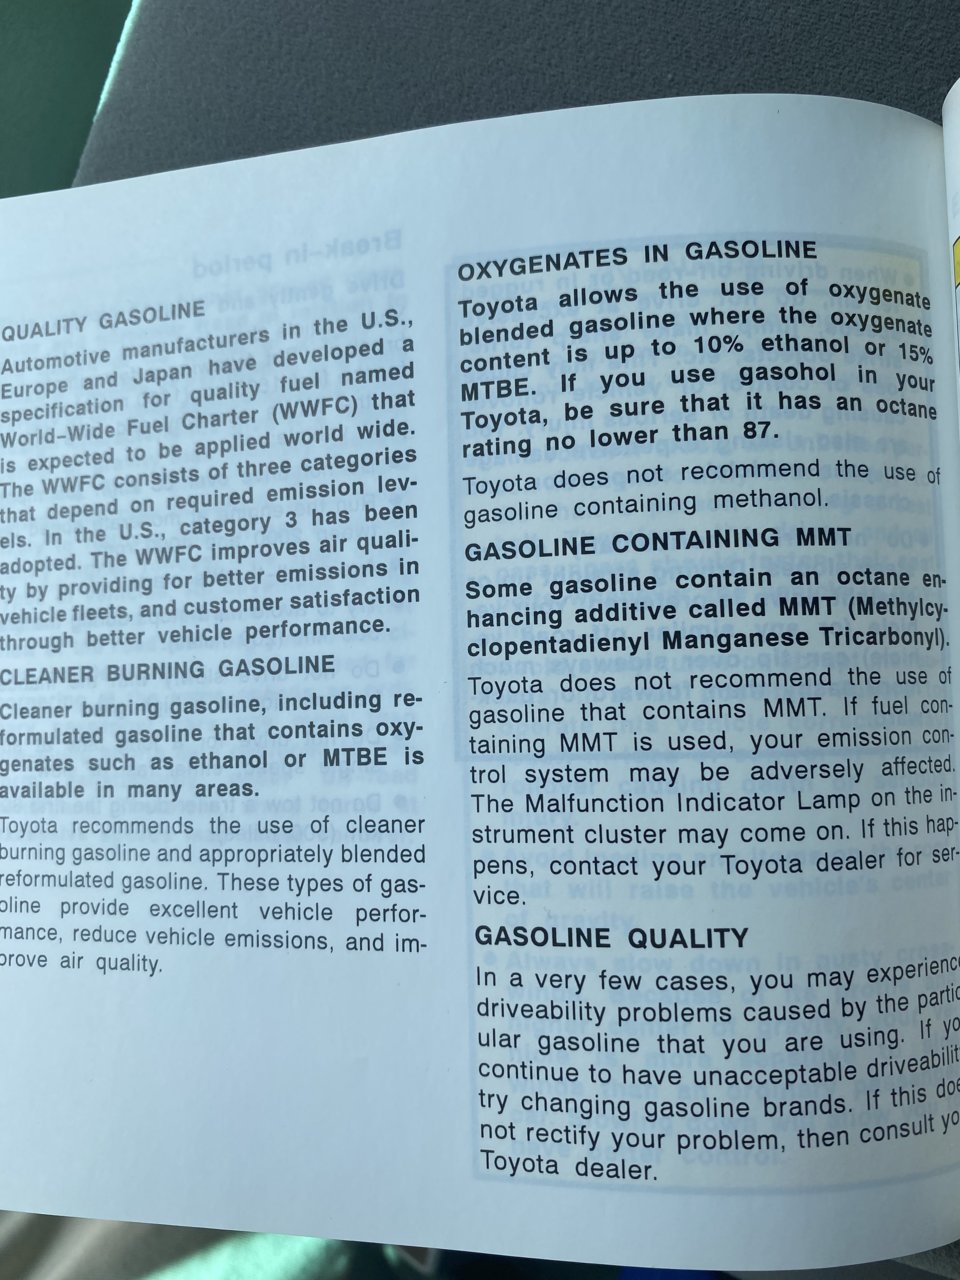 QUALITY GASOLINE
Automotive manufacturers in the U.S.,
Europe and Japan have developed a
specification for quality fuel named
World–Wide Fuel Charter (WWFC) that
is expected to be applied world wide.
The WWFC consists of three categories
that depend on required emission lev-
els. In the U.S., category 3 has been
adopted. The WWFC improves air quali-
ty by providing for better emissions in
vehicle fleets, and customer satisfaction
through better vehicle performance.
CLEANER BURNING GASOLINE
Cleaner burning gasoline, including re-
formulated gasoline that contains oxy-
genates such as ethanol or MTBE is
available in many areas.
Toyota recommends the use of cleaner
burning gasoline and appropriately blended
reformulated gasoline. These types of gas-
oline provide excellent vehicle perfor-
mance, reduce vehicle emissions, and im-
prove air quality.
OXYGENATES IN GASOLINE
Toyota allows the use of oxygenate
blended gasoline where the oxygenate
content is up to 10% ethanol or 15%
MTBE. If you use gasohol in your
Toyota, be sure that it has an octane
rating no lower than 87.
Toyota does not recommend the use of
gasoline containing methanol.
GASOLINE CONTAINING MMT
Some gasoline contain an octane en-
hancing additive called MMT (Methylcy-
clopentadienyl Manganese Tricarbonyl).
Toyota does not recommend the use of
gasoline that contains MMT. If fuel con-
taining MMT is used, your emission con-
trol system may be adversely affected.
The Malfunction Indicator Lamp on the in-
strument cluster may come on. If this hap-
pens, contact your Toyota dealer for ser-
vice.
GASOLINE QUALITY
In a very few cases, you may experience
driveability problems caused by the partic
ular gasoline that you are using. If yo
continue to have unacceptable driveabilit
try changing gasoline brands. If this doe
not rectify your problem, then consult yo
Toyota dealer.